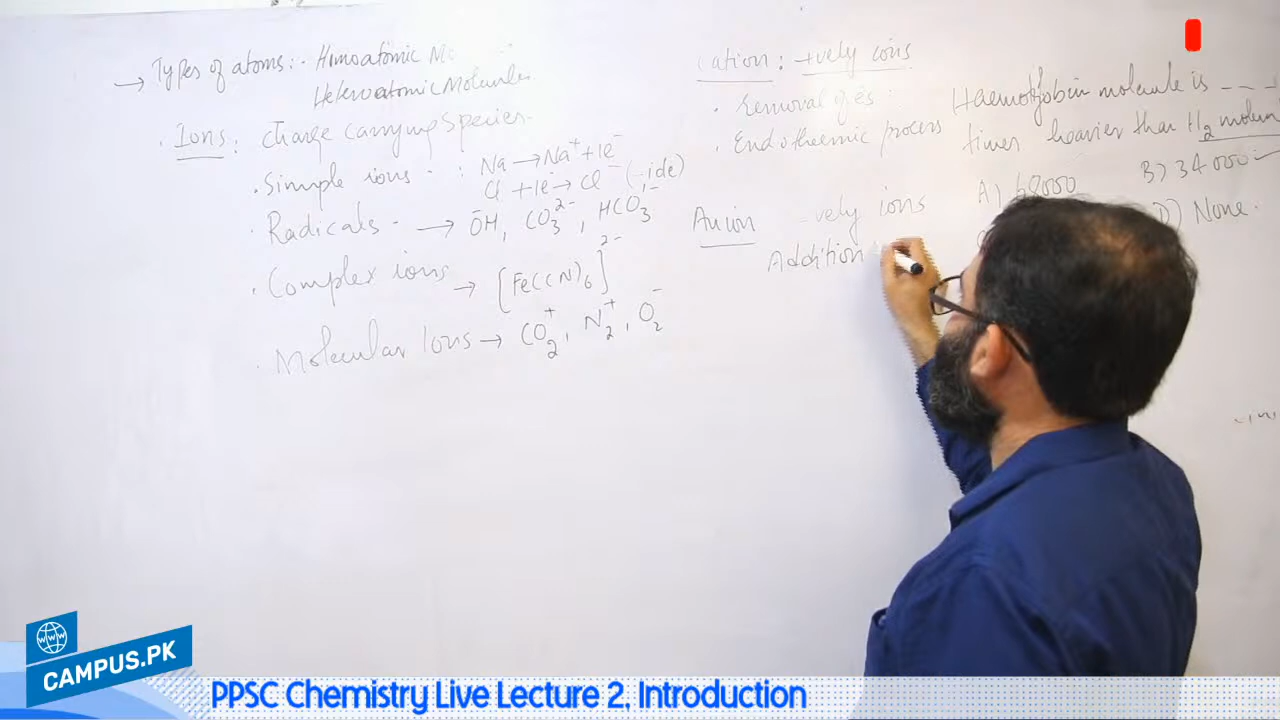 → Types of atoms:- Homoatomic
Heteroatomic Molecules
· Ions: Charge carrying Species-
· Simple ions - : Na → Na⁺ + 1e⁻
Cl + 1e⁻ → Cl⁻ (-ide)
· Radicals - → ŌH, CO₃²⁻, HCO₃¹⁻
· Complex ions → [Fe(CN)₆]²⁻
· Molecular Ions → CO₂⁺, N₂⁺, O₂⁻
Cation : +vely ions
· Removal of es :
· Endothermic process
Anion -vely ions
Addition
Haemoglobin molecule is ----
times heavier than H₂
A) 68000 B) 34000
D) None.
WWW
CAMPUS.PK
PPSC Chemistry Live Lecture 2, Introduction